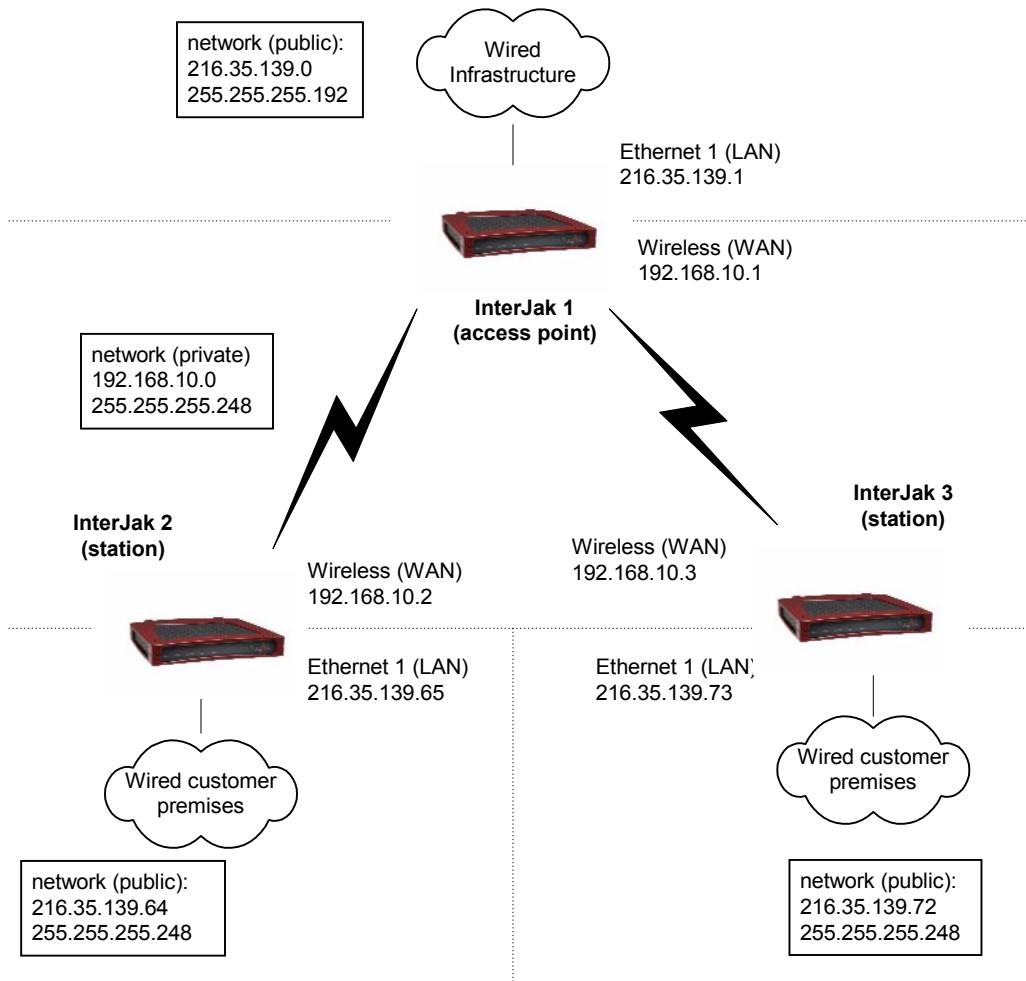 network (public):
216.35.139.0
255.255.255.192
Wired
Infrastructure
Ethernet 1 (LAN)
216.35.139.1
Wireless (WAN)
192.168.10.1
InterJak 1
(access point)
network (private)
192.168.10.0
255.255.255.248
InterJak 2
(station)
Wireless (WAN)
192.168.10.2
Ethernet 1 (LAN)
216.35.139.65
Wired customer
premises
network (public):
216.35.139.64
255.255.255.248
InterJak 3
(station)
Wireless (WAN)
192.168.10.3
Ethernet 1 (LAN)
216.35.139.73
Wired customer
premises
network (public):
216.35.139.72
255.255.255.248